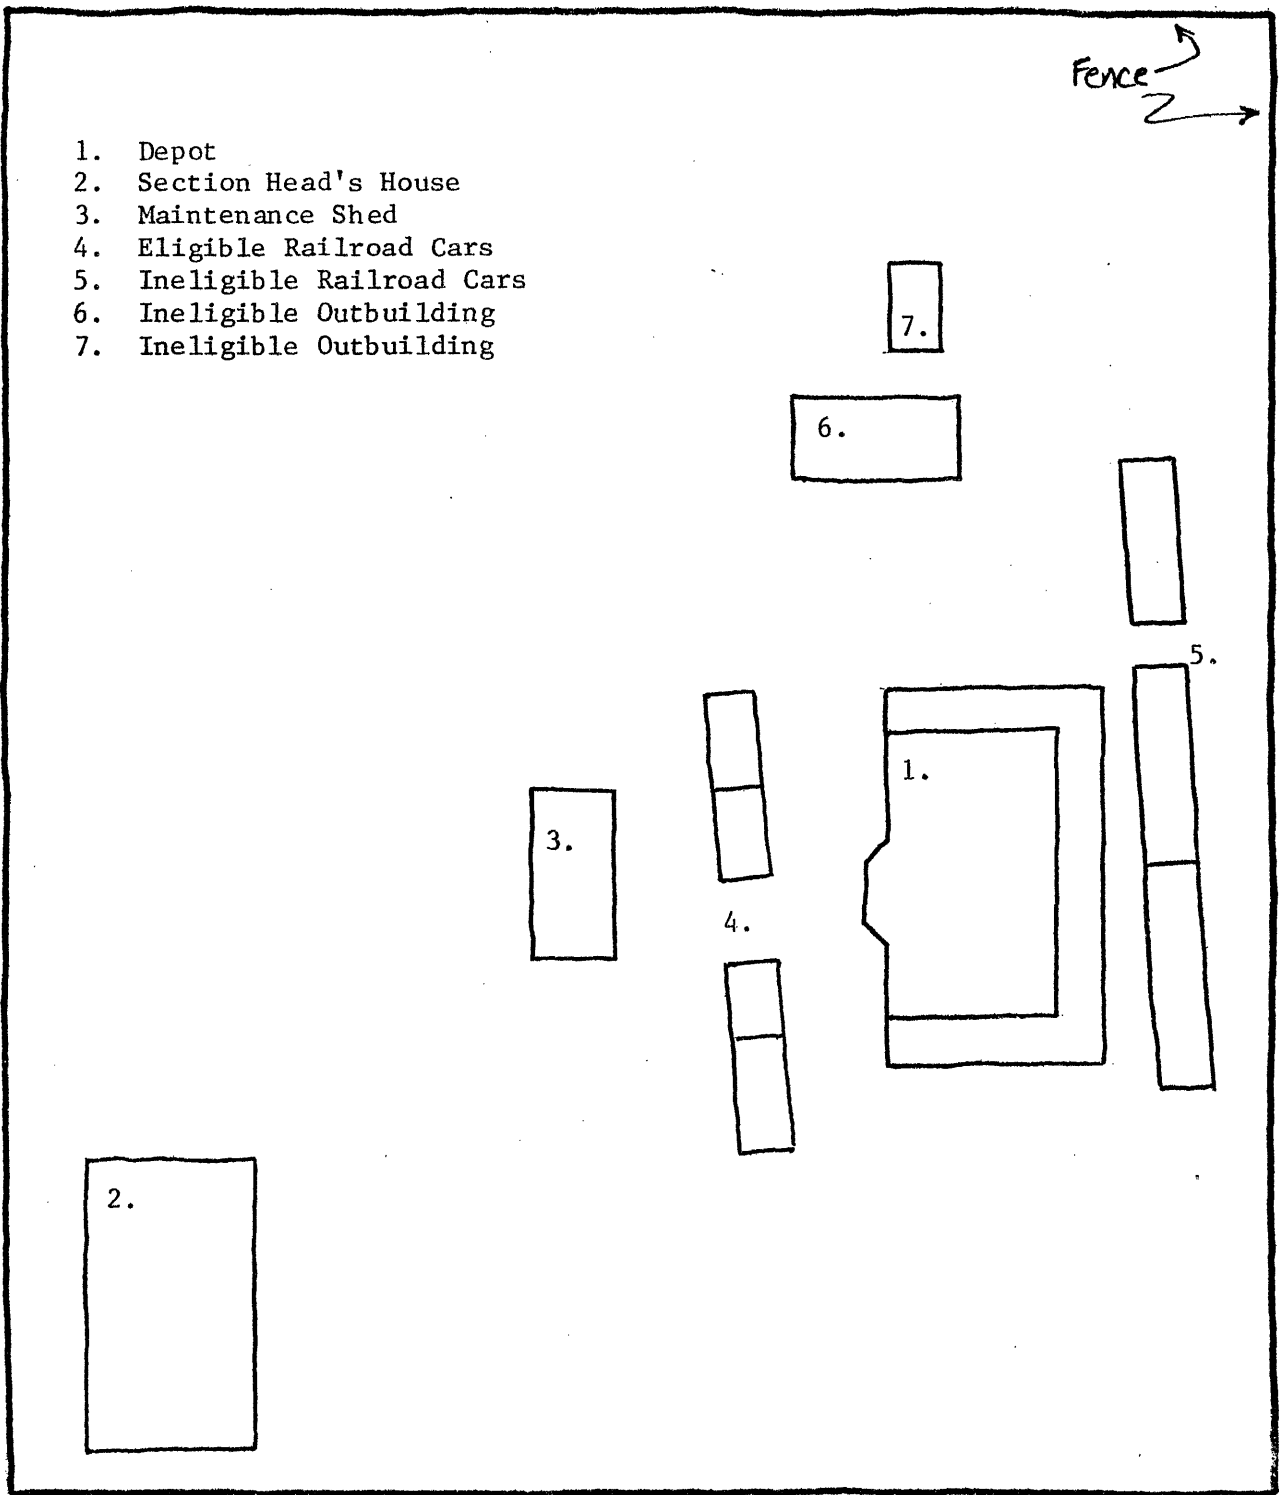 Fence
1. Depot
2. Section Head's House
3. Maintenance Shed
4. Eligible Railroad Cars
5. Ineligible Railroad Cars
6. Ineligible Outbuilding
7. Ineligible Outbuilding
7.
6.
5.
1.
3.
4.
2.